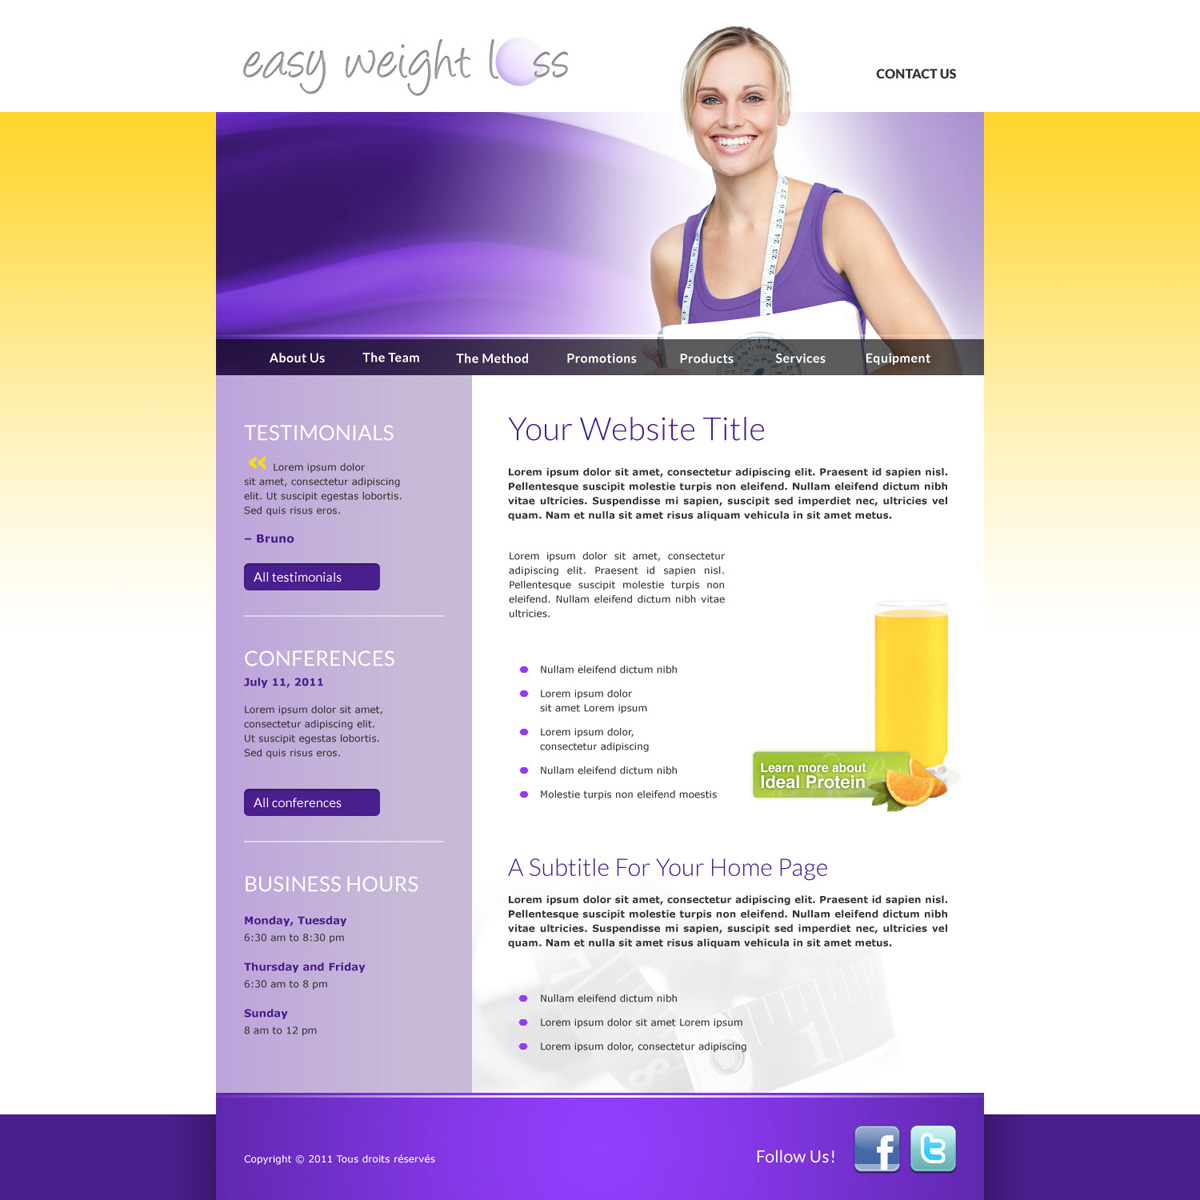 easy weight loss
CONTACT US
About Us
The Team
The Method
Promotions
Products
Services
Equipment
TESTIMONIALS
« Lorem ipsum dolor
sit amet, consectetur adipiscing
elit. Ut suscipit egestas lobortis.
Sed quis risus eros.
– Bruno
All testimonials
CONFERENCES
July 11, 2011
Lorem ipsum dolor sit amet,
consectetur adipiscing elit.
Ut suscipit egestas lobortis.
Sed quis risus eros.
All conferences
BUSINESS HOURS
Monday, Tuesday
6:30 am to 8:30 pm
Thursday and Friday
6:30 am to 8 pm
Sunday
8 am to 12 pm
Your Website Title
Lorem ipsum dolor sit amet, consectetur adipiscing elit. Praesent id sapien nisl.
Pellentesque suscipit molestie turpis non eleifend. Nullam eleifend dictum nibh
vitae ultricies. Suspendisse mi sapien, suscipit sed imperdiet nec, ultricies vel
quam. Nam et nulla sit amet risus aliquam vehicula in sit amet metus.
Lorem ipsum dolor sit amet, consectetur
adipiscing elit. Praesent id sapien nisl.
Pellentesque suscipit molestie turpis non
eleifend. Nullam eleifend dictum nibh vitae
ultricies.
Nullam eleifend dictum nibh
Lorem ipsum dolor
sit amet Lorem ipsum
Lorem ipsum dolor,
consectetur adipiscing
Nullam eleifend dictum nibh
Molestie turpis non eleifend moestis
Learn more about
Ideal Protein
A Subtitle For Your Home Page
Lorem ipsum dolor sit amet, consectetur adipiscing elit. Praesent id sapien nisl.
Pellentesque suscipit molestie turpis non eleifend. Nullam eleifend dictum nibh
vitae ultricies. Suspendisse mi sapien, suscipit sed imperdiet nec, ultricies vel
quam. Nam et nulla sit amet risus aliquam vehicula in sit amet metus.
Nullam eleifend dictum nibh
Lorem ipsum dolor sit amet Lorem ipsum
Lorem ipsum dolor, consectetur adipiscing
Copyright © 2011 Tous droits réservés
Follow Us!